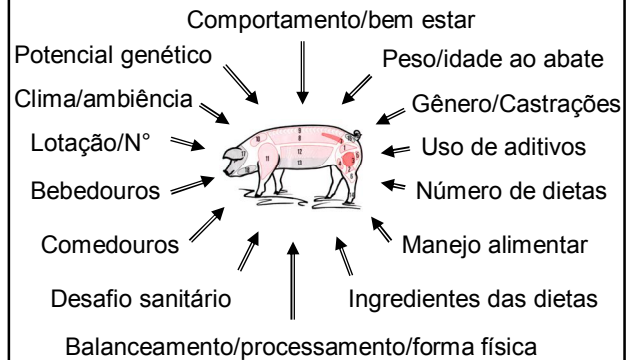 Comportamento/bem estar
Potencial genético
Peso/idade ao abate
Clima/ambiência
Gênero/Castrações
Lotação/N°
Uso de aditivos
Bebedouros
Número de dietas
Comedouros
Manejo alimentar
Desafio sanitário
Ingredientes das dietas
Balanceamento/processamento/forma física